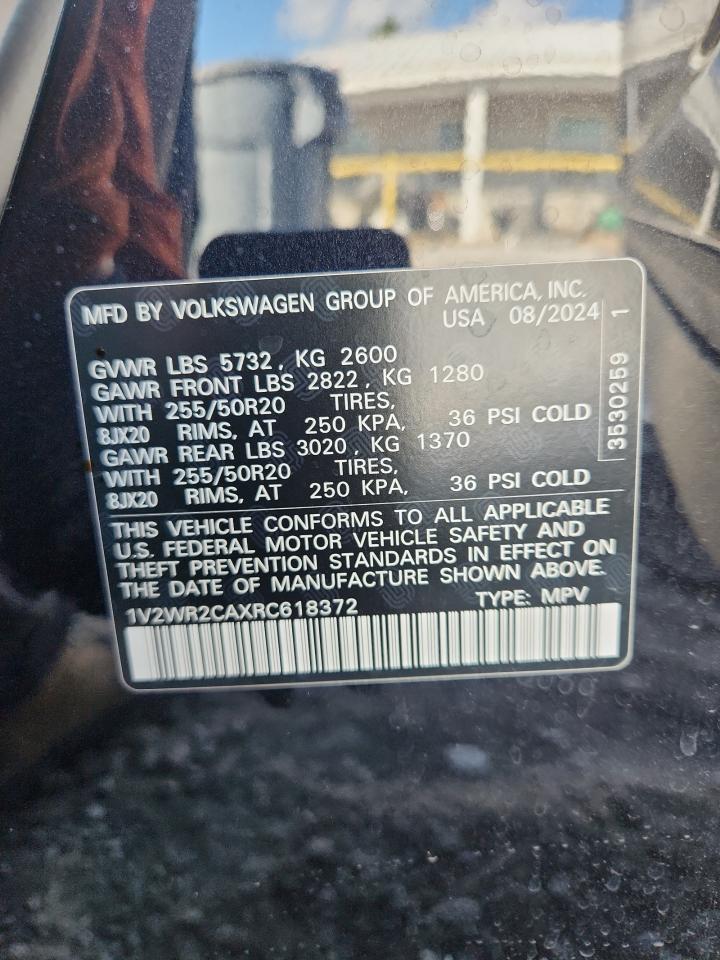 MFD BY VOLKSWAGEN GROUP OF AMERICA, INC.
USA 08/2024
GVWR LBS 5732, KG 2600
GAWR FRONT LBS 2822, KG 1280
WITH 255/50R20 TIRES,
8JX20 RIMS, AT 250 KPA, 36 PSI COLD
GAWR REAR LBS 3020, KG 1370
WITH 255/50R20 TIRES,
8JX20 RIMS, AT 250 KPA, 36 PSI COLD
3530259 1
THIS VEHICLE CONFORMS TO ALL APPLICABLE
U.S. FEDERAL MOTOR VEHICLE SAFETY AND
THEFT PREVENTION STANDARDS IN EFFECT ON
THE DATE OF MANUFACTURE SHOWN ABOVE.
1V2WR2CAXRC618372 TYPE: MPV